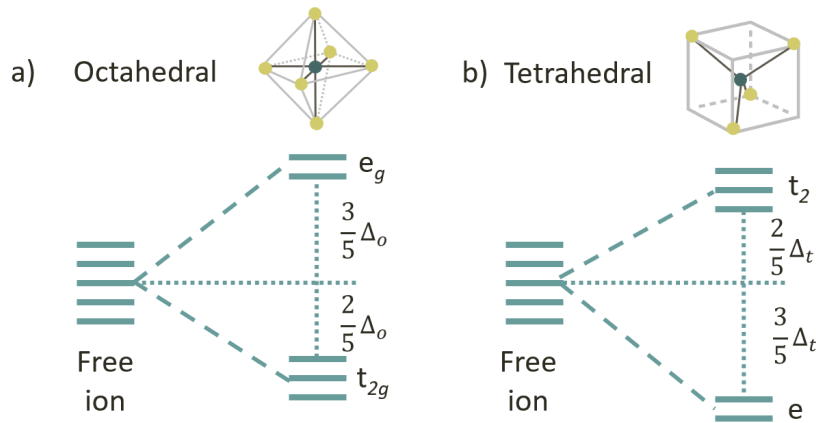 a) Octahedral
e_g
3/5 Δ_o
2/5 Δ_o
Free
ion
t_2g
b) Tetrahedral
t_2
2/5 Δ_t
3/5 Δ_t
Free
ion
e